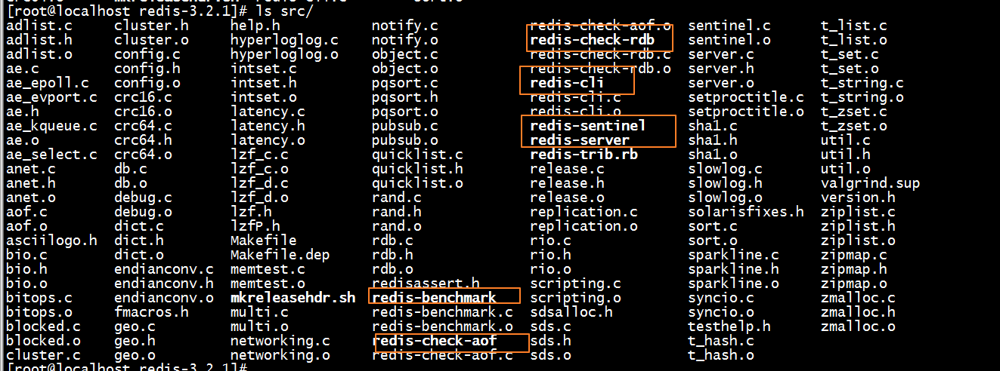 [root@localhost redis-3.2.1]# ls src/
adlist.c cluster.h help.h notify.c redis-check-aof.o sentinel.c t_list.c
adlist.h cluster.o hyperloglog.c notify.o redis-check-rdb sentinel.o t_list.o
adlist.o config.c hyperloglog.o object.c redis-check-rdb.c server.c t_set.c
ae.c config.h intset.c object.o redis-check-rdb.o server.h t_set.o
ae_epoll.c config.o intset.h pqsort.c redis-cli server.o t_string.c
ae_evport.c crc16.c intset.o pqsort.h redis-cli.c setproctitle.c t_string.o
ae.h crc16.o latency.c pqsort.o redis-cli.o setproctitle.o t_zset.c
ae_kqueue.c crc64.c latency.h pubsub.c redis-sentinel sha1.c t_zset.o
ae.o crc64.h latency.o pubsub.o redis-server sha1.h util.c
ae_select.c crc64.o lzf_c.c quicklist.c redis-trib.rb sha1.o util.h
anet.c db.c lzf_c.o quicklist.h release.c slowlog.c util.o
anet.h db.o lzf_d.c quicklist.o release.h slowlog.h valgrind.sup
anet.o debug.c lzf_d.o rand.c release.o slowlog.o version.h
aof.c debug.o lzf.h rand.h replication.c solarisfixes.h ziplist.c
aof.o dict.c lzfP.h rand.o replication.o sort.c ziplist.h
asciilogo.h dict.h Makefile rdb.c rio.c sort.o ziplist.o
bio.c dict.o Makefile.dep rdb.h rio.h sparkline.c zipmap.c
bio.h endianconv.c memtest.c rdb.o rio.o sparkline.h zipmap.h
bio.o endianconv.h memtest.o redisassert.h scripting.c sparkline.o zipmap.o
bitops.c endianconv.o mkreleasehdr.sh redis-benchmark scripting.o syncio.c zmalloc.c
bitops.o fmacros.h multi.c redis-benchmark.c sdsalloc.h syncio.o zmalloc.h
blocked.c geo.c multi.o redis-benchmark.o sds.c testhelp.h zmalloc.o
blocked.o geo.h networking.c redis-check-aof sds.h t_hash.c
cluster.c geo.o networking.o redis-check-aof.c sds.o t_hash.o
[root@localhost redis-3.2.1]#